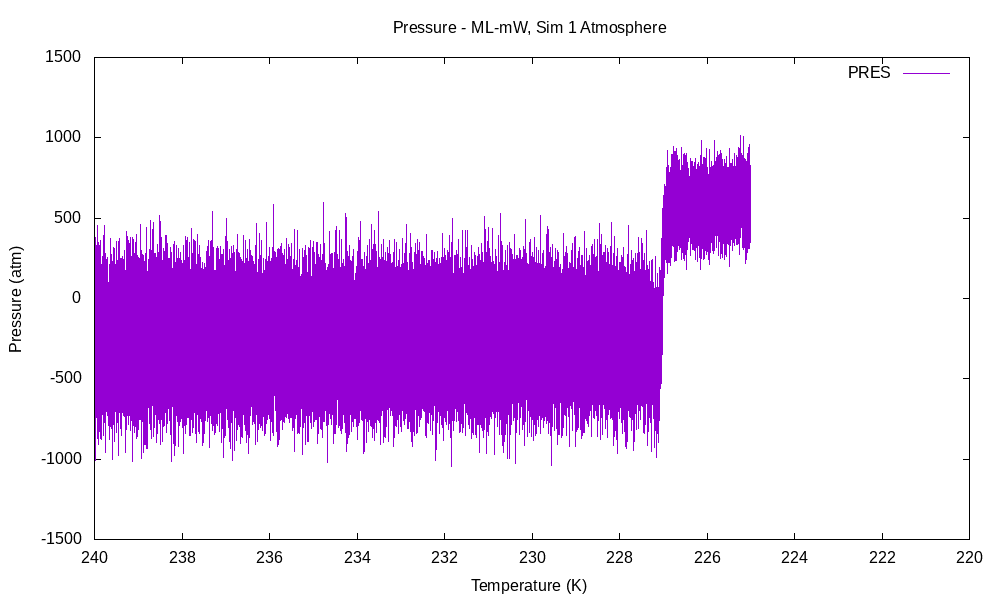 Pressure - ML-mW, Sim 1 Atmosphere
PRES
1500
1000
500
0
-500
-1000
-1500
Pressure (atm)
240 238 236 234 232 230 228 226 224 222 220
Temperature (K)